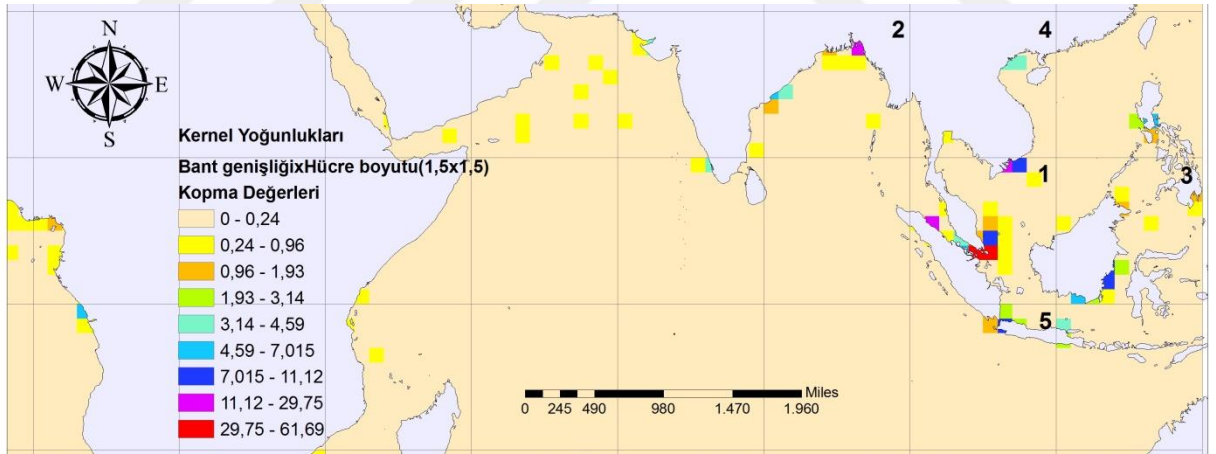 N
W E
S
Kernel Yoğunlukları
Bant genişliğixHücre boyutu(1,5x1,5)
Kopma Değerleri
0 - 0,24
0,24 - 0,96
0,96 - 1,93
1,93 - 3,14
3,14 - 4,59
4,59 - 7,015
7,015 - 11,12
11,12 - 29,75
29,75 - 61,69
2
4
1
3
5
Miles
0 245 490 980 1.470 1.960